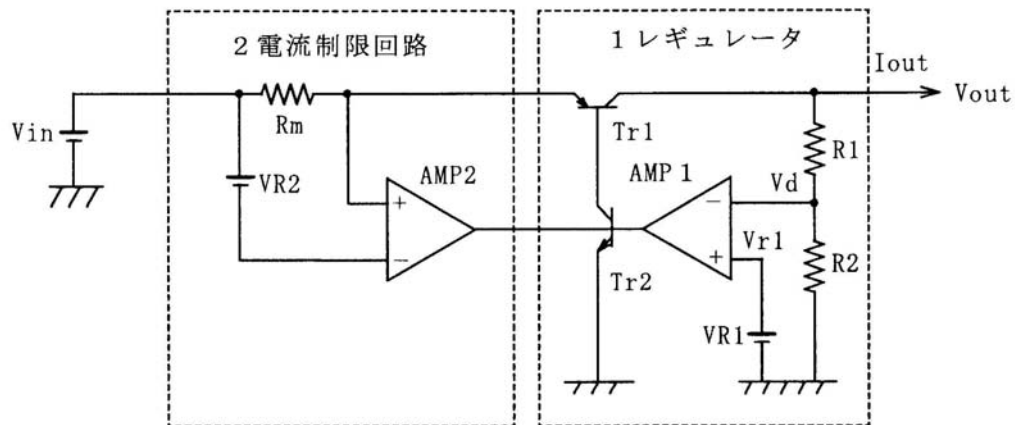 2電流制限回路
1レギュレータ
Iout
Vout
Vin
Rm
Tr1
R1
VR2
AMP2
AMP1
Vd
+
−
−
+
Vr1
R2
Tr2
VR1